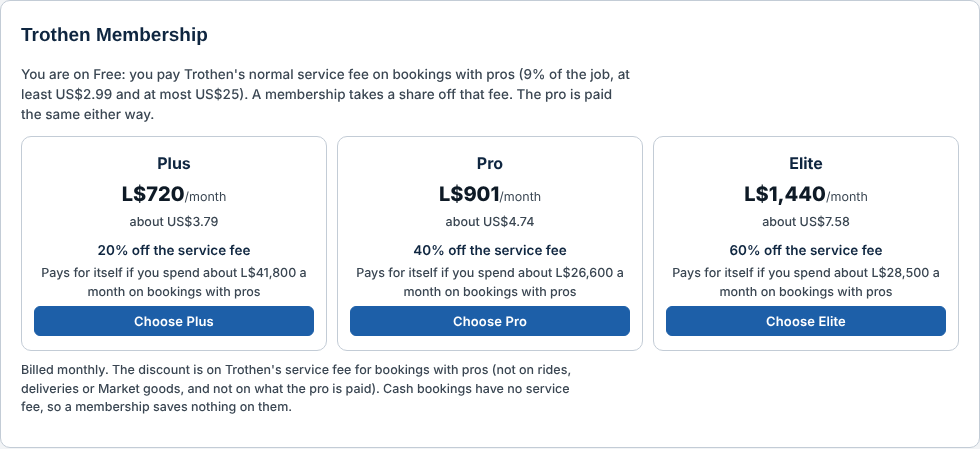 Trothen Membership
You are on Free: you pay Trothen's normal service fee on bookings with pros (9% of the job, at
least US$2.99 and at most US$25). A membership takes a share off that fee. The pro is paid
the same either way.
Plus
L$720/month
about US$3.79
20% off the service fee
Pays for itself if you spend about L$41,800 a
month on bookings with pros
Choose Plus
Pro
L$901/month
about US$4.74
40% off the service fee
Pays for itself if you spend about L$26,600 a
month on bookings with pros
Choose Pro
Elite
L$1,440/month
about US$7.58
60% off the service fee
Pays for itself if you spend about L$28,500 a
month on bookings with pros
Choose Elite
Billed monthly. The discount is on Trothen's service fee for bookings with pros (not on rides,
deliveries or Market goods, and not on what the pro is paid). Cash bookings have no service
fee, so a membership saves nothing on them.